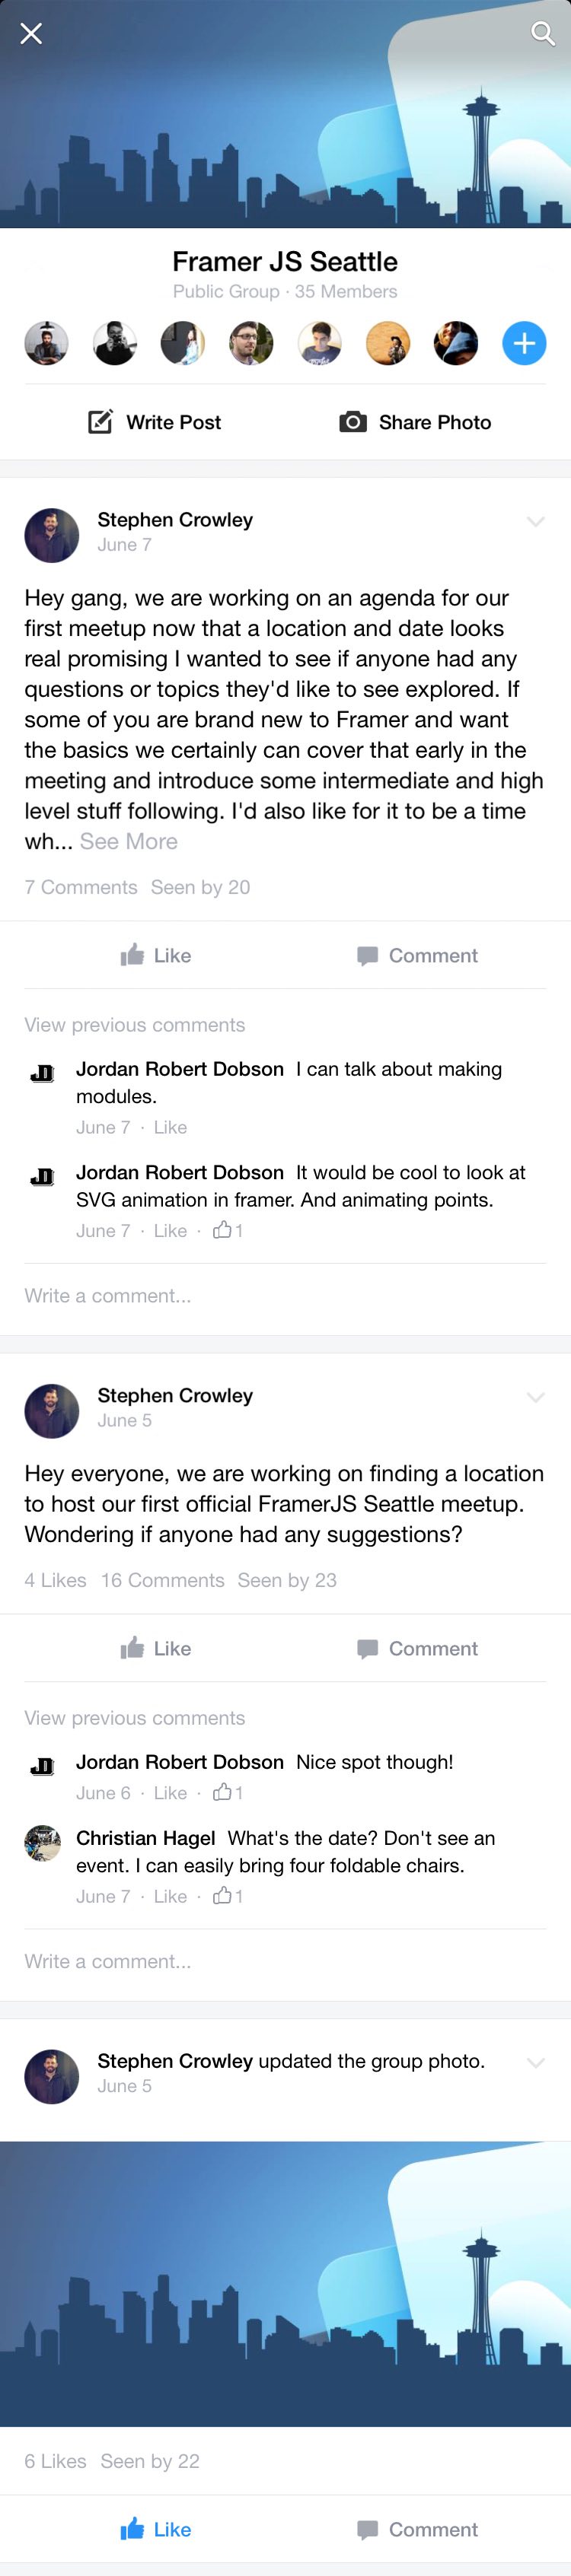 Framer JS Seattle
Public Group · 35 Members
Write Post
Share Photo
Stephen Crowley
June 7
Hey gang, we are working on an agenda for our
first meetup now that a location and date looks
real promising I wanted to see if anyone had any
questions or topics they'd like to see explored. If
some of you are brand new to Framer and want
the basics we certainly can cover that early in the
meeting and introduce some intermediate and high
level stuff following. I'd also like for it to be a time
wh... See More
7 Comments Seen by 20
Like
Comment
View previous comments
JD
Jordan Robert Dobson I can talk about making
modules.
June 7 · Like
JD
Jordan Robert Dobson It would be cool to look at
SVG animation in framer. And animating points.
June 7 · Like · 1
Write a comment...
Stephen Crowley
June 5
Hey everyone, we are working on finding a location
to host our first official FramerJS Seattle meetup.
Wondering if anyone had any suggestions?
4 Likes 16 Comments Seen by 23
Like
Comment
View previous comments
JD
Jordan Robert Dobson Nice spot though!
June 6 · Like · 1
Christian Hagel What's the date? Don't see an
event. I can easily bring four foldable chairs.
June 7 · Like · 1
Write a comment...
Stephen Crowley updated the group photo.
June 5
6 Likes Seen by 22
Like
Comment